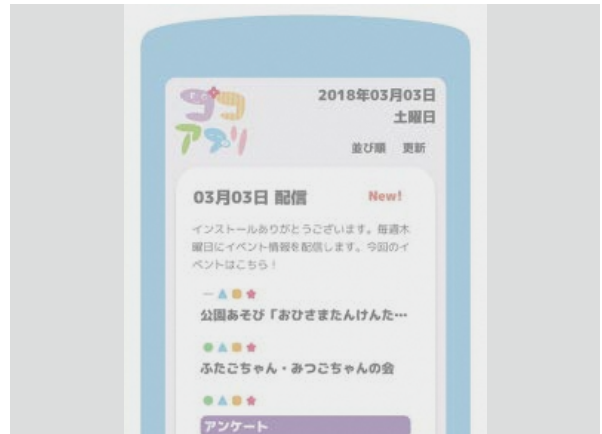 ダコ
アプリ
2018年03月03日
土曜日
並び順 更新
03月03日 配信 New!
インストールありがとうございます。毎週木
曜日にイベント情報を配信します。今回のイ
ベントはこちら!
公園あそび「おひさまたんけんた…
ふたごちゃん・みつごちゃんの会
アンケート